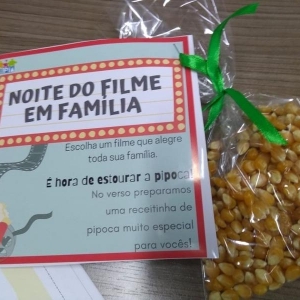 NOITE DO FILME
EM FAMÍLIA
Escolha um filme que alegre
toda sua família.
É hora de estourar a pipoca!
No verso preparamos
uma receitinha de
pipoca muito especial
para vocês!